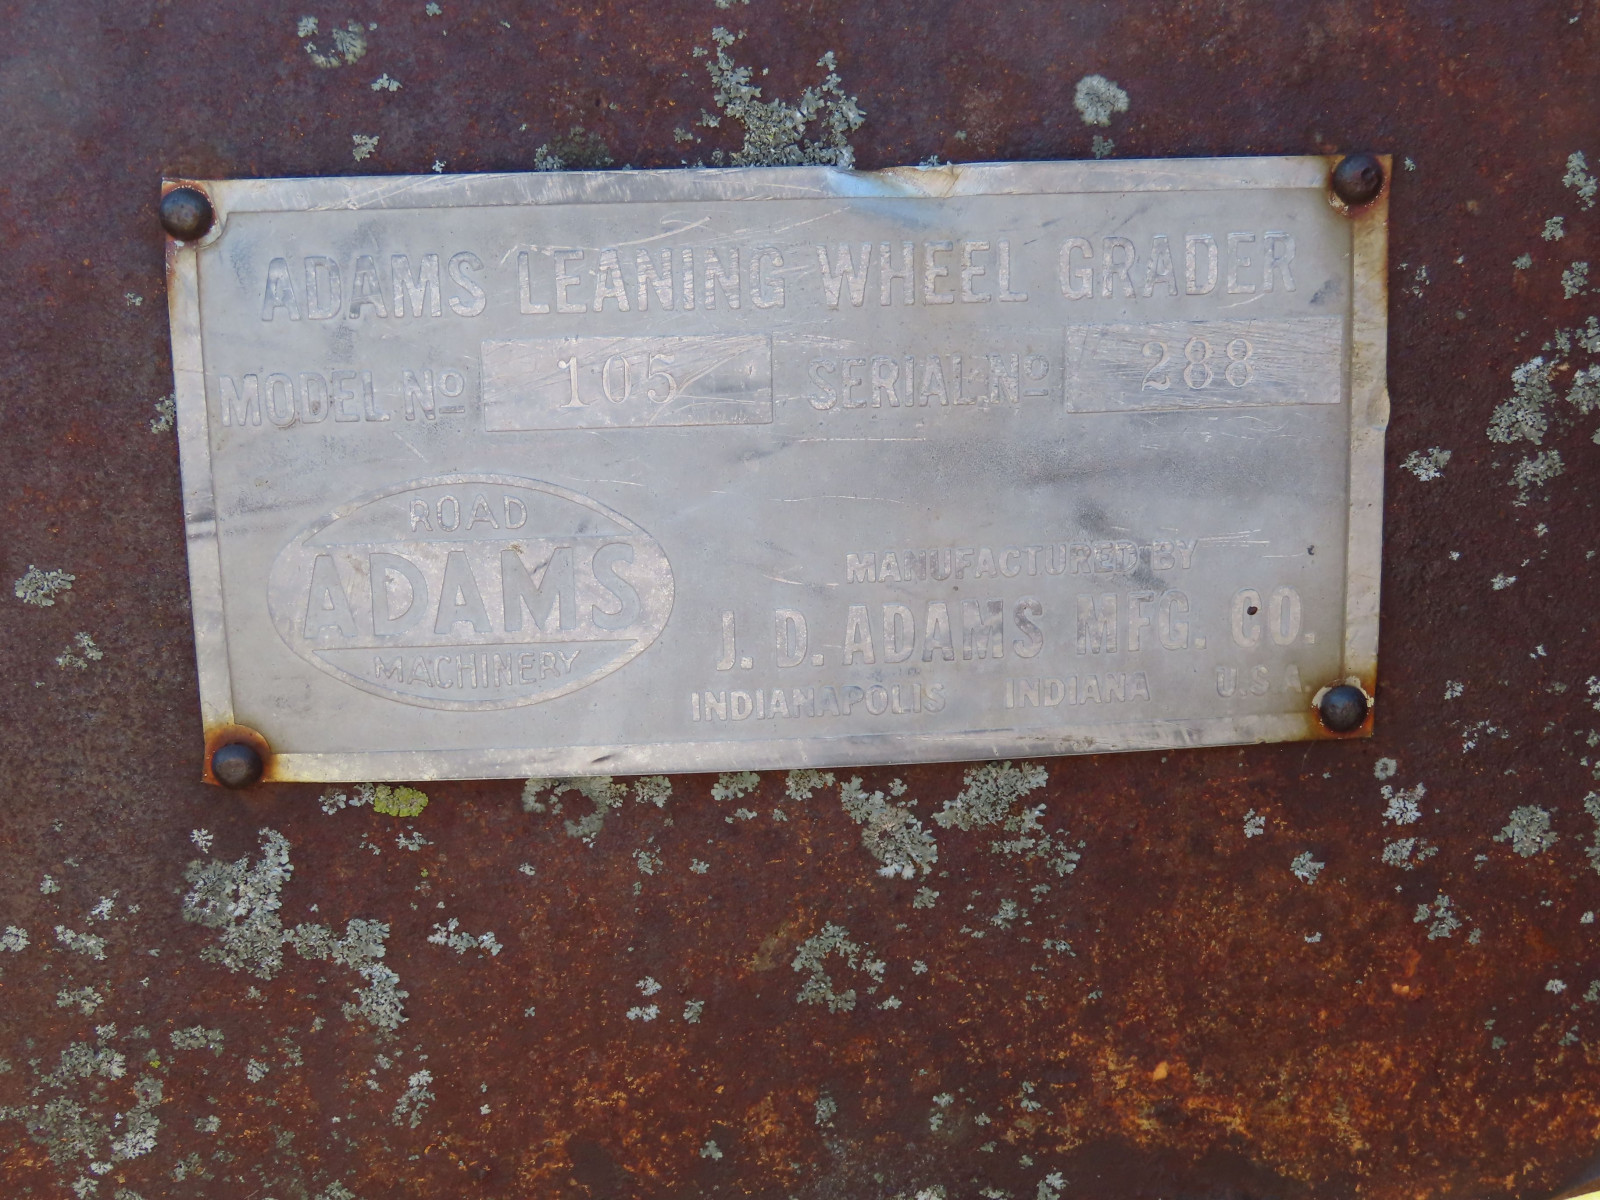 ADAMS LEANING WHEEL GRADER
MODEL Nº 105 SERIAL Nº 288
ROAD
ADAMS
MACHINERY
MANUFACTURED BY
J. D. ADAMS MFG. CO.
INDIANAPOLIS INDIANA U.S.A.